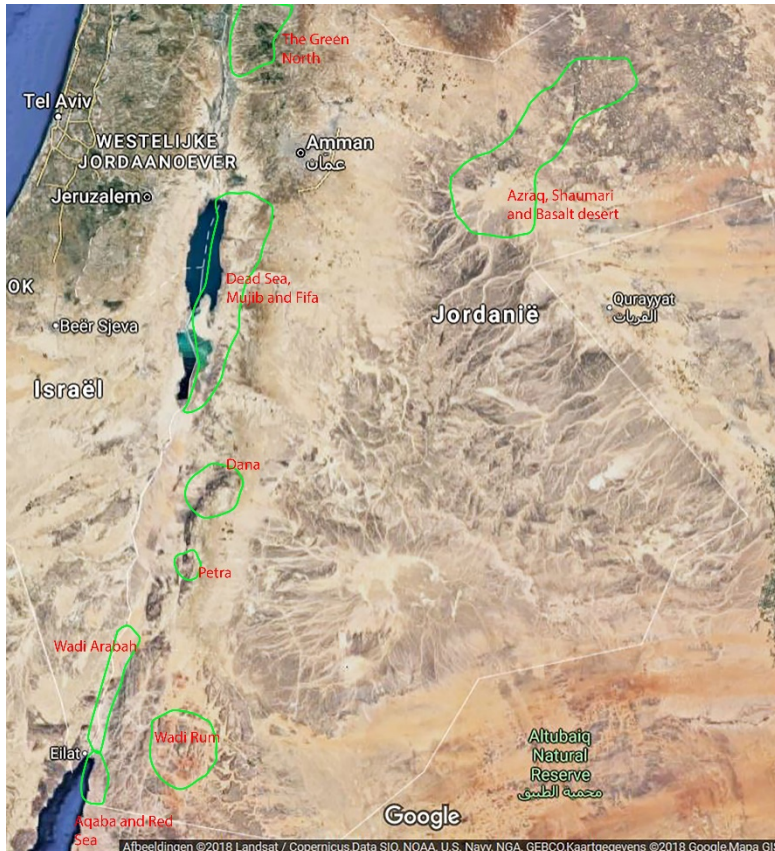 The Green
North
Tel Aviv
WESTELIJKE
JORDAANOEVER
Amman
عمّان
Jeruzalem
Azraq, Shaumari
and Basalt desert
OK
Dead Sea,
Mujib and Fifa
Qurayyat
القريات
Jordanië
Beër Sjeva
Israël
Dana
Petra
Wadi Arabah
Wadi Rum
Eilat
Altubaiq
Natural
Reserve
محمية الطبيق
Google
Aqaba and Red
Sea
Afbeeldingen ©2018 Landsat / Copernicus,Data SIO, NOAA, U.S. Navy, NGA, GEBCO,Kaartgegevens ©2018 Google,Mapa GI